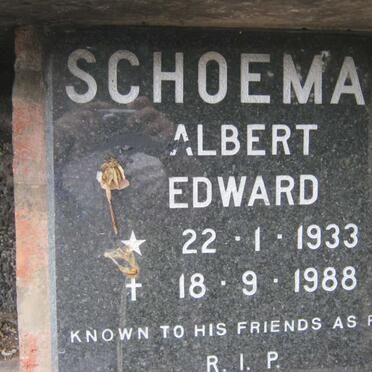 SCHOEMA
ALBERT
EDWARD
★ 22 · 1 · 1933
✝ 18 · 9 · 1988
KNOWN TO HIS FRIENDS AS
R. I. P.